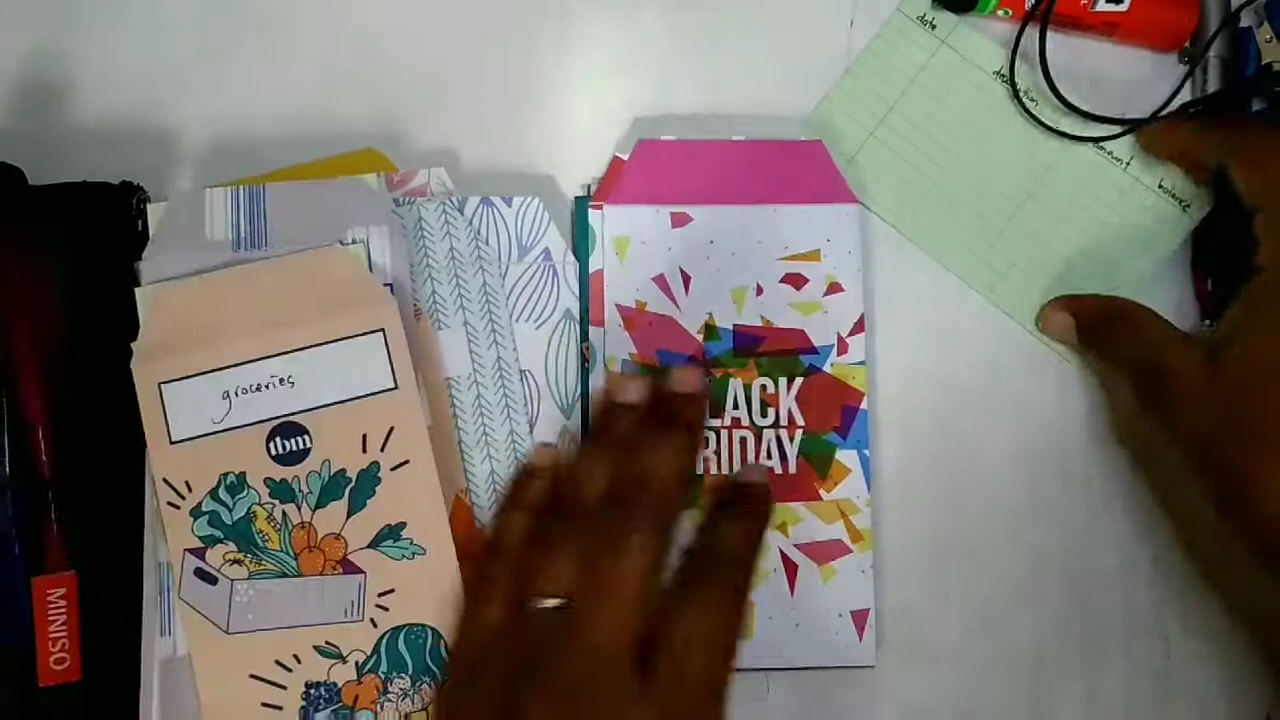 date
description
amount
balance
groceries
tbm
LACK
RIDAY
MINISO